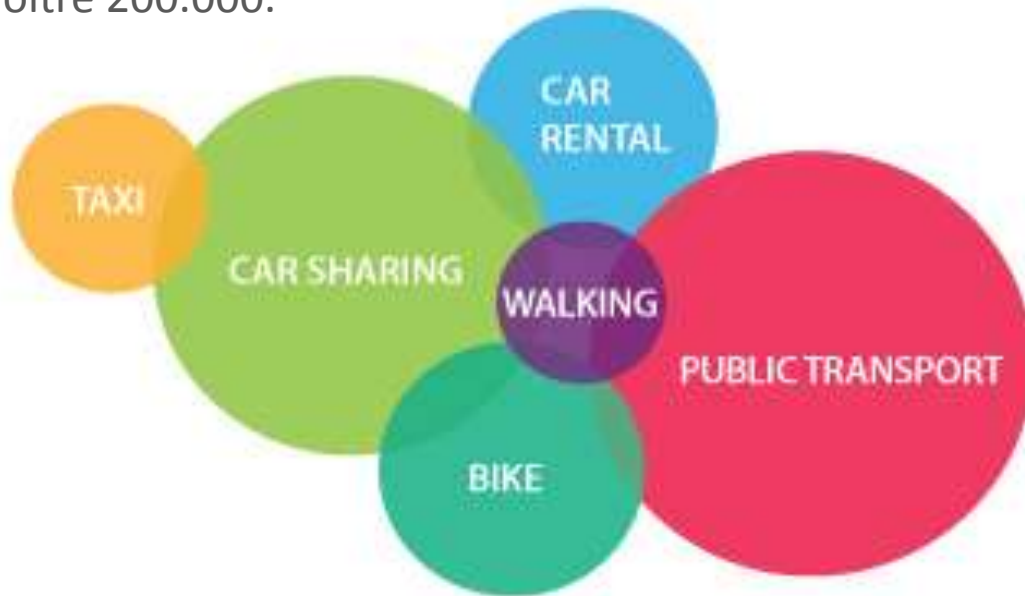 oltre 200.000.
CAR
RENTAL
TAXI
CAR SHARING
WALKING
PUBLIC TRANSPORT
BIKE